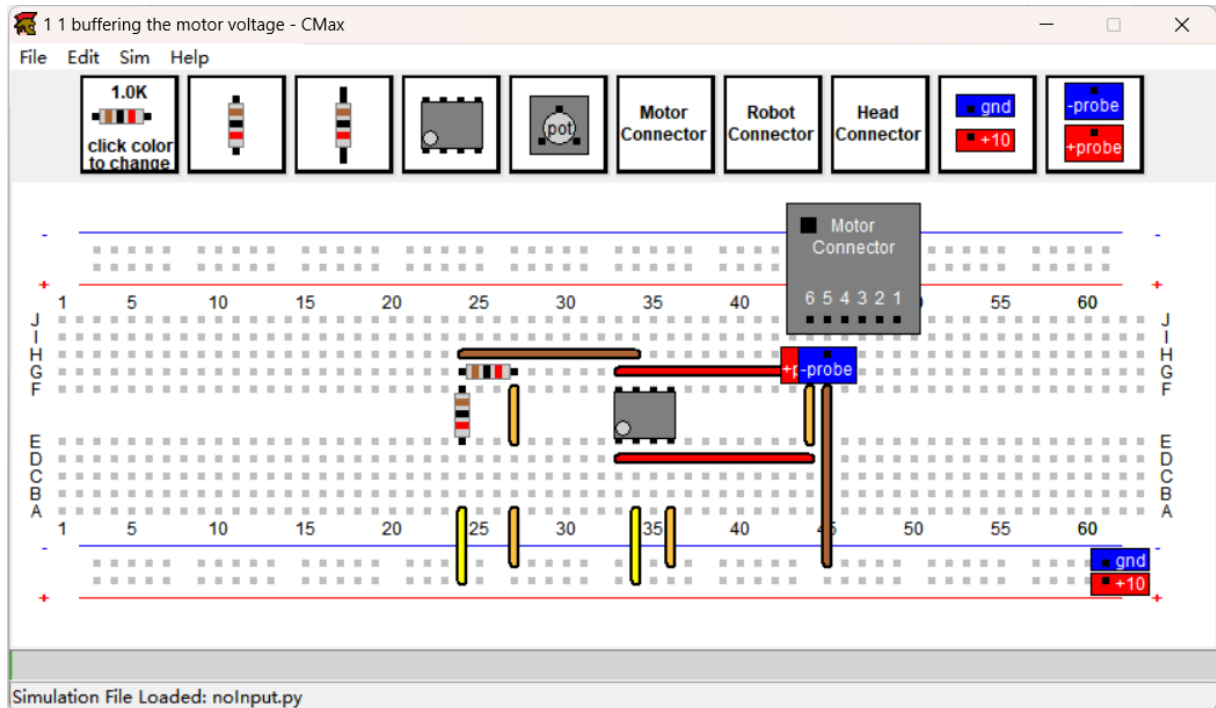 1 1 buffering the motor voltage - CMax
File Edit Sim Help
1.0K
click color
to change
pot
Motor
Connector
Robot
Connector
Head
Connector
gnd
+10
-probe
+probe
Motor
Connector
6 5 4 3 2 1
- -
+ +
1 5 10 15 20 25 30 35 40 55 60
J J
I I
H H
G G
F F
+p -probe
E E
D D
C C
B B
A A
1 5 10 15 20 25 30 35 40 45 50 55 60
- -
gnd
+10
+ +
Simulation File Loaded: noInput.py